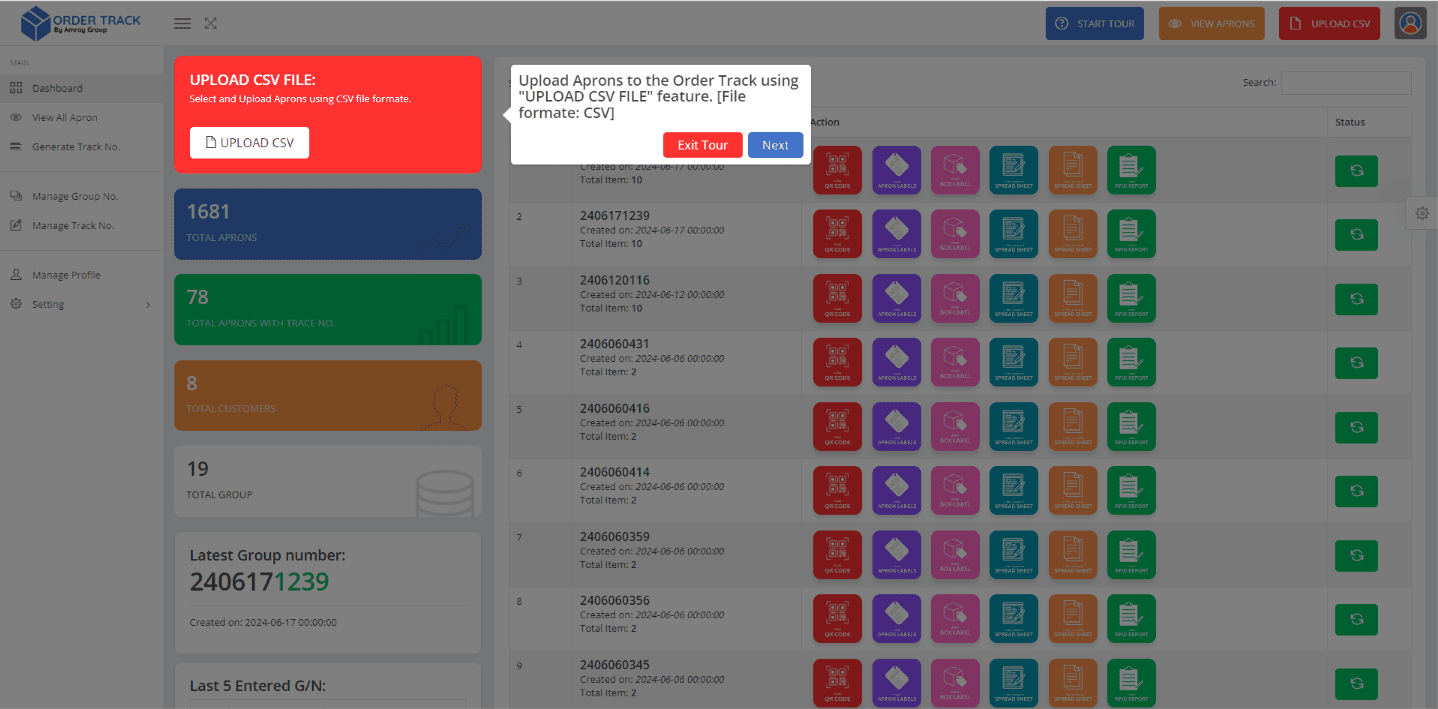 ORDER TRACK
By Amray Group
START TOUR
VIEW APRONS
UPLOAD CSV
MAIN
Dashboard
View All Apron
Generate Track No.
Manage Group No.
Manage Track No.
Manage Profile
Setting
UPLOAD CSV FILE:
Select and Upload Aprons using CSV file formate.
UPLOAD CSV
1681
TOTAL APRONS
78
TOTAL APRONS WITH TRACE NO.
8
TOTAL CUSTOMERS
19
TOTAL GROUP
Latest Group number:
2406171239
Created on: 2024-06-17 00:00:00
Last 5 Entered G/N:
Upload Aprons to the Order Track using
"UPLOAD CSV FILE" feature. [File
formate: CSV]
Exit Tour
Next
Search:
Action
Status
Created on: 2024-06-17 00:00:00
Total Item: 10
QR CODE
APRON LABELS
BOX LABEL
SPREAD SHEET
SPREAD SHEET
RFID REPORT
2
2406171239
Created on: 2024-06-17 00:00:00
Total Item: 10
QR CODE
APRON LABELS
BOX LABEL
SPREAD SHEET
SPREAD SHEET
RFID REPORT
3
2406120116
Created on: 2024-06-12 00:00:00
Total Item: 10
QR CODE
APRON LABELS
BOX LABEL
SPREAD SHEET
SPREAD SHEET
RFID REPORT
4
2406060431
Created on: 2024-06-06 00:00:00
Total Item: 2
QR CODE
APRON LABELS
BOX LABEL
SPREAD SHEET
SPREAD SHEET
RFID REPORT
5
2406060416
Created on: 2024-06-06 00:00:00
Total Item: 2
QR CODE
APRON LABELS
BOX LABEL
SPREAD SHEET
SPREAD SHEET
RFID REPORT
6
2406060414
Created on: 2024-06-06 00:00:00
Total Item: 2
QR CODE
APRON LABELS
BOX LABEL
SPREAD SHEET
SPREAD SHEET
RFID REPORT
7
2406060359
Created on: 2024-06-06 00:00:00
Total Item: 2
QR CODE
APRON LABELS
BOX LABEL
SPREAD SHEET
SPREAD SHEET
RFID REPORT
8
2406060356
Created on: 2024-06-06 00:00:00
Total Item: 2
QR CODE
APRON LABELS
BOX LABEL
SPREAD SHEET
SPREAD SHEET
RFID REPORT
9
2406060345
Created on: 2024-06-06 00:00:00
Total Item: 2
QR CODE
APRON LABELS
BOX LABEL
SPREAD SHEET
SPREAD SHEET
RFID REPORT